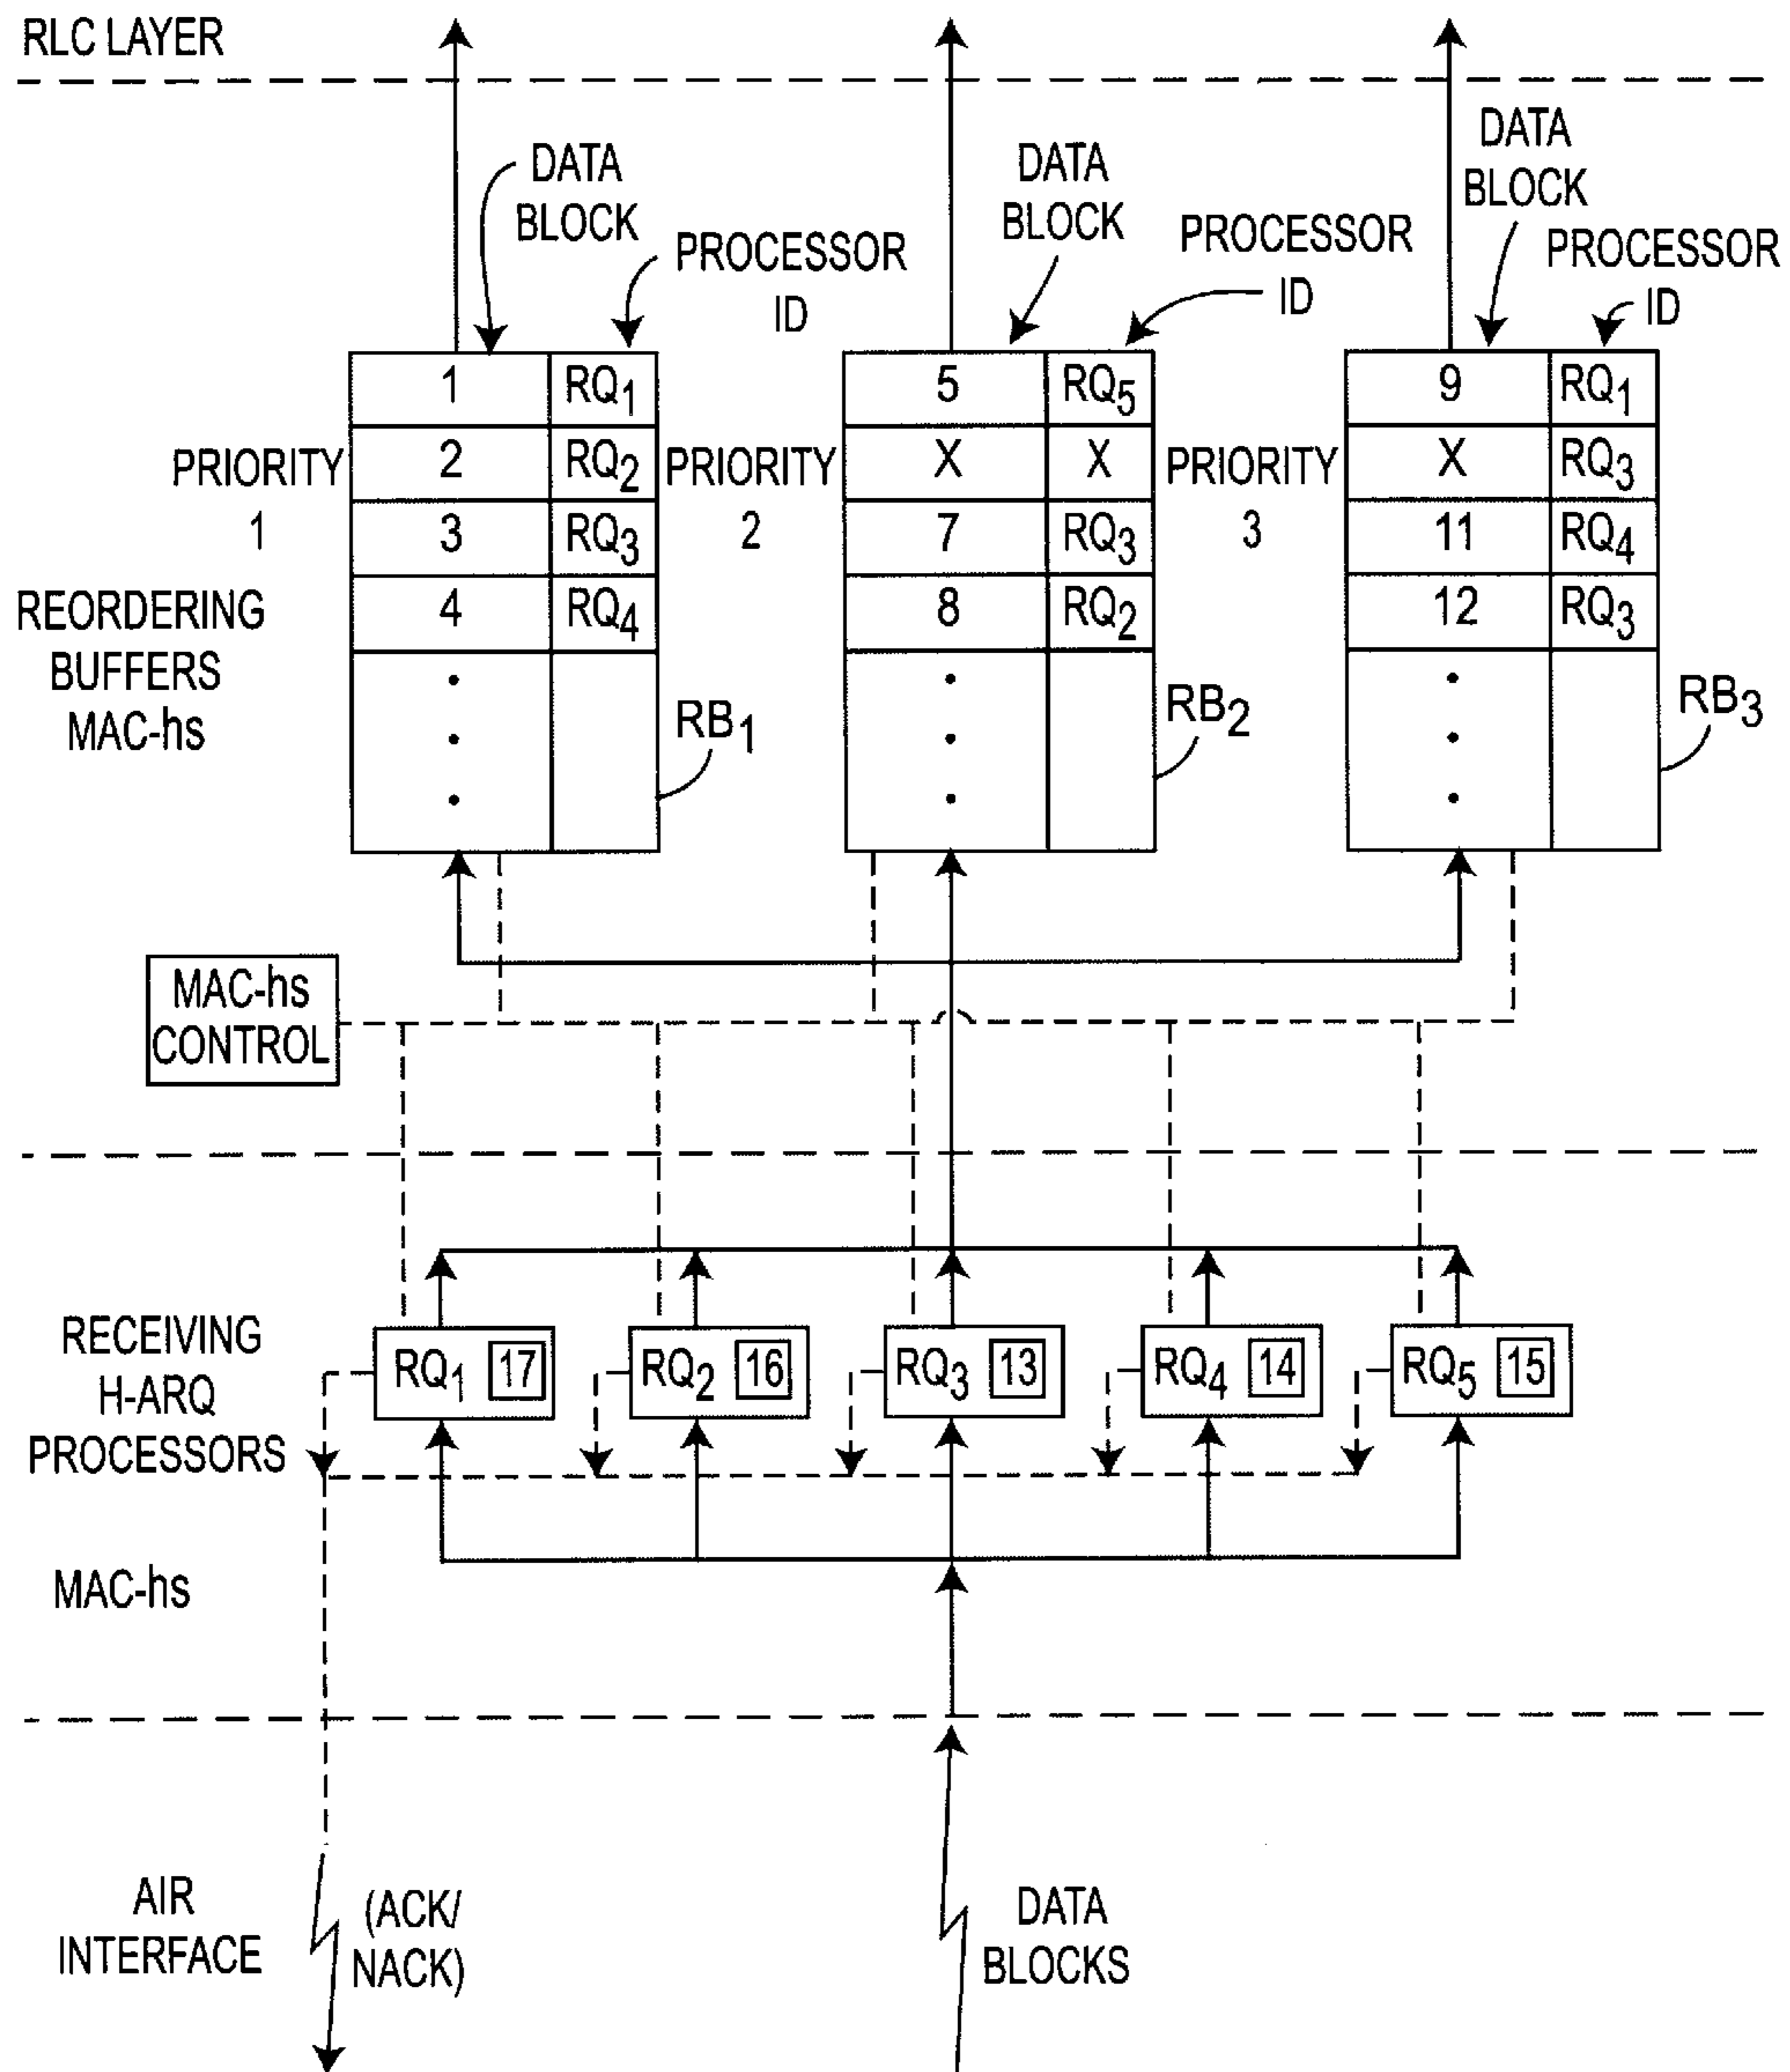 RLC LAYER
DATA
BLOCK
PROCESSOR
ID
DATA
BLOCK
PROCESSOR
ID
DATA
BLOCK
PROCESSOR
ID
PRIORITY
1
1 RQ1
2 RQ2
3 RQ3
4 RQ4
RB1
PRIORITY
2
5 RQ5
X X
7 RQ3
8 RQ2
RB2
PRIORITY
3
9 RQ1
X RQ3
11 RQ4
12 RQ3
RB3
REORDERING
BUFFERS
MAC-hs
MAC-hs
CONTROL
RECEIVING
H-ARQ
PROCESSORS
RQ1 17
RQ2 16
RQ3 13
RQ4 14
RQ5 15
MAC-hs
AIR
INTERFACE
(ACK/
NACK)
DATA
BLOCKS